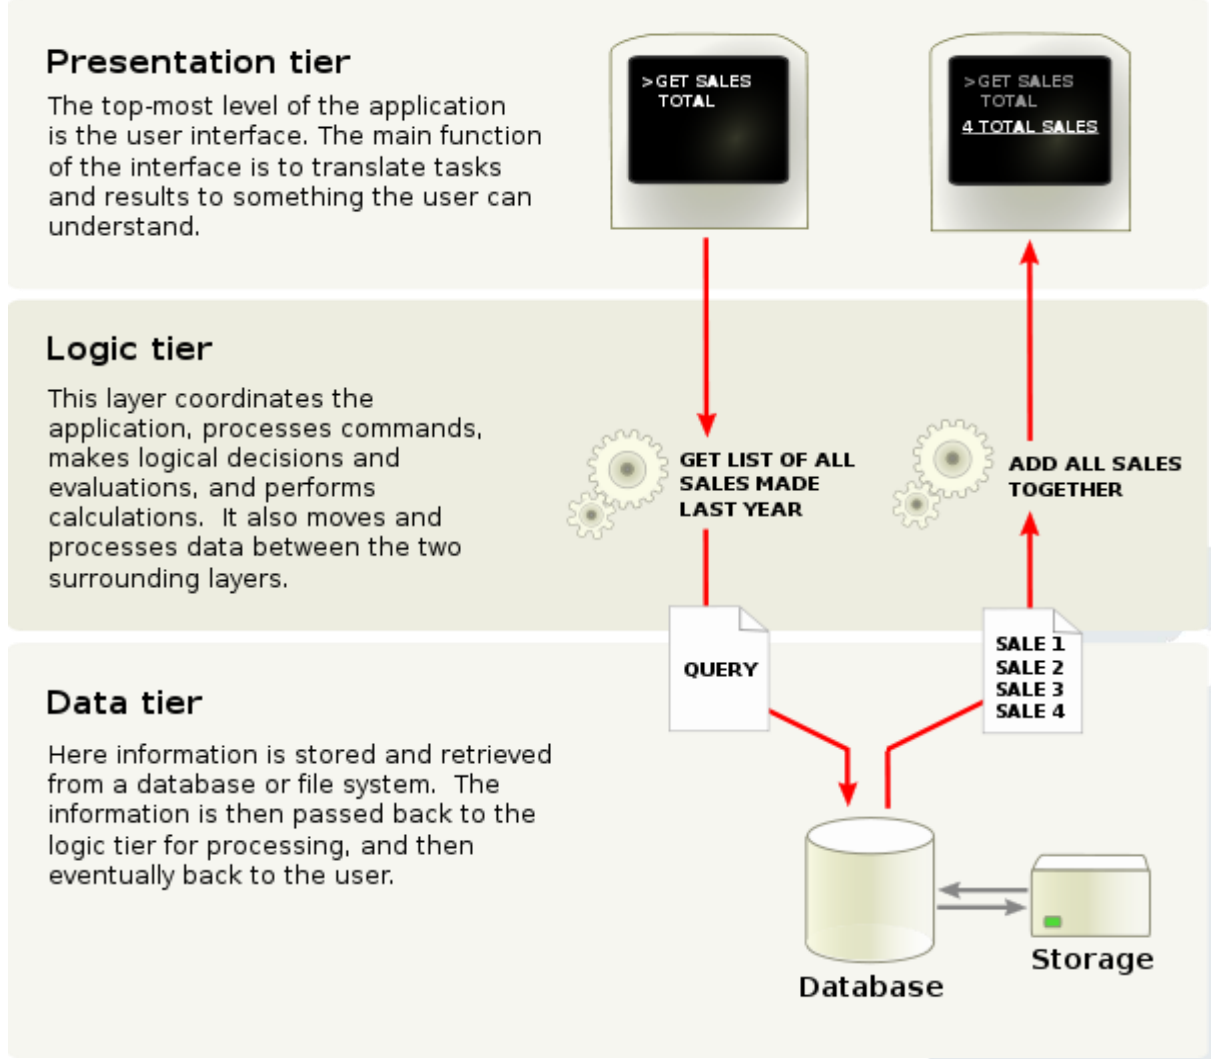 Presentation tier
The top-most level of the application
is the user interface. The main function
of the interface is to translate tasks
and results to something the user can
understand.
>GET SALES
TOTAL
>GET SALES
TOTAL
4 TOTAL SALES
Logic tier
This layer coordinates the
application, processes commands,
makes logical decisions and
evaluations, and performs
calculations.  It also moves and
processes data between the two
surrounding layers.
GET LIST OF ALL
SALES MADE
LAST YEAR
ADD ALL SALES
TOGETHER
QUERY
SALE 1
SALE 2
SALE 3
SALE 4
Data tier
Here information is stored and retrieved
from a database or file system.  The
information is then passed back to the
logic tier for processing, and then
eventually back to the user.
Database
Storage